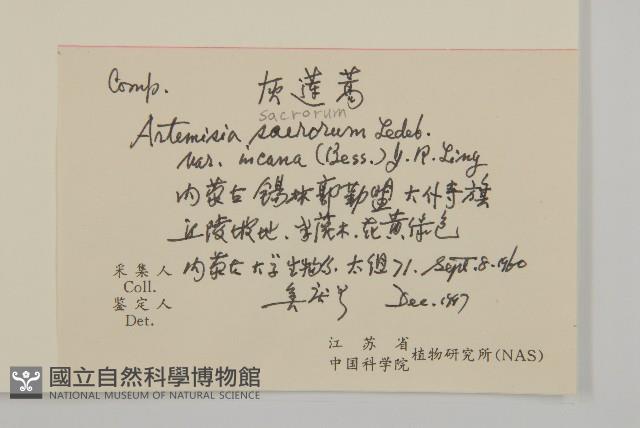 Comp. 灰莲蒿
sacrorum
Artemisia sacrorum Ledeb.
var. incana (Bess.) Y. R. Ling
内蒙古 锡林郭勒盟 太仆寺旗
丘陵坡地、半灌木、花黄绿色
采集人 内蒙古大学生物系、太组71. Sept. 8. 1960
Coll.
鉴定人 Dec. 1987
Det.
江苏省
中国科学院 植物研究所(NAS)
國立自然科學博物館
NATIONAL MUSEUM OF NATURAL SCIENCE